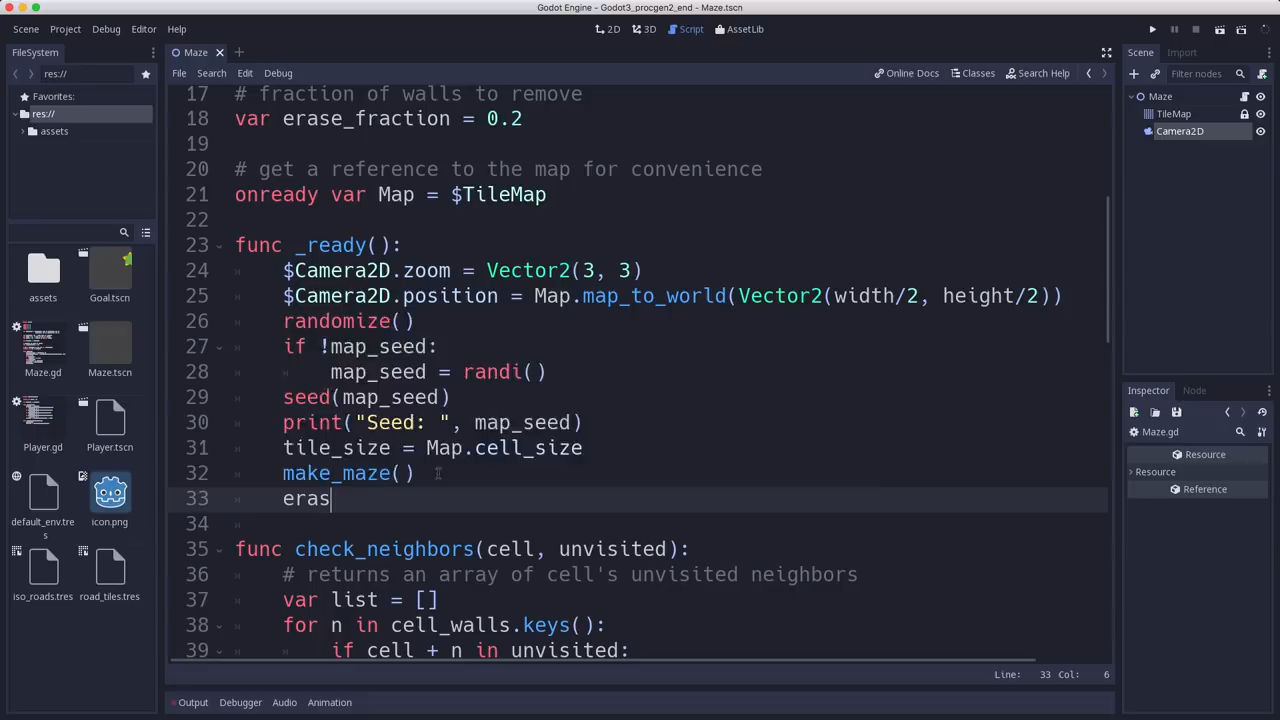 Godot Engine - Godot3_procgen2_end - Maze.tscn
Scene Project Debug Editor Help
2D 3D Script AssetLib
FileSystem
res://
Favorites:
res://
assets
assets
Goal.tscn
Maze.gd
Maze.tscn
Player.gd
Player.tscn
default_env.tre
s
icon.png
iso_roads.tres
road_tiles.tres
Maze
File Search Edit Debug
Online Docs Classes Search Help
17 # fraction of walls to remove
18 var erase_fraction = 0.2
19
20 # get a reference to the map for convenience
21 onready var Map = $TileMap
22
23 func _ready():
24 $Camera2D.zoom = Vector2(3, 3)
25 $Camera2D.position = Map.map_to_world(Vector2(width/2, height/2))
26 randomize()
27 if !map_seed:
28 map_seed = randi()
29 seed(map_seed)
30 print("Seed: ", map_seed)
31 tile_size = Map.cell_size
32 make_maze()
33 eras
34
35 func check_neighbors(cell, unvisited):
36 # returns an array of cell's unvisited neighbors
37 var list = []
38 for n in cell_walls.keys():
39 if cell + n in unvisited:
Line: 33 Col: 6
Output Debugger Audio Animation
Scene Import
Filter nodes
Maze
TileMap
Camera2D
Inspector Node
Maze.gd
Resource
Resource
Reference